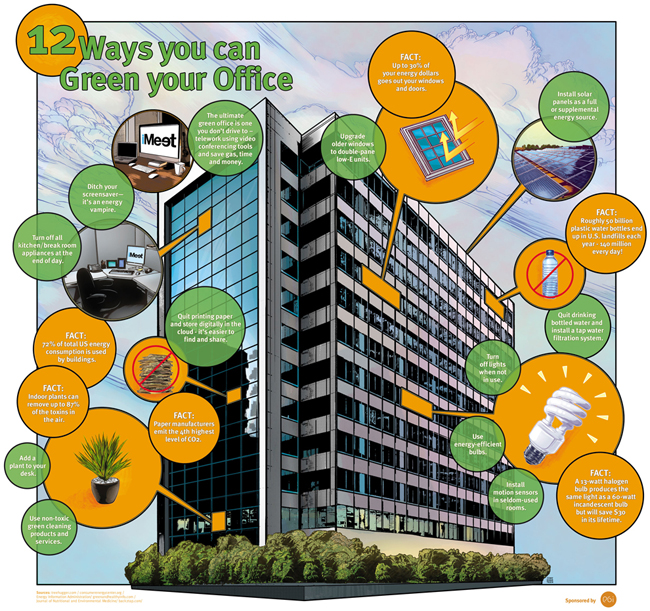 12 Ways you can
Green your Office
FACT:
Up to 30% of
your energy dollars
goes out your windows
and doors.
Install solar
panels as a full
or supplemental
energy source.
The ultimate
green office is one
you don't drive to –
telework using video
conferencing tools
and save gas, time
and money.
iMeet
Upgrade
older windows
to double-pane
low-E units.
Ditch your
screensaver—
it's an energy
vampire.
FACT:
Roughly 50 billion
plastic water bottles end
up in U.S. landfills each
year - 140 million
every day!
Turn off all
kitchen/break room
appliances at the
end of day.
iMeet
Quit printing paper
and store digitally in the
cloud - it's easier to
find and share.
Quit drinking
bottled water and
install a tap water
filtration system.
FACT:
72% of total US energy
consumption is used
by buildings.
Turn
off lights
when not
in use.
FACT:
Indoor plants can
remove up to 87%
of the toxins in
the air.
FACT:
Paper manufacturers
emit the 4th highest
level of CO2.
Use
energy-efficient
bulbs.
Add
a plant to your
desk.
Install
motion sensors
in seldom-used
rooms.
FACT:
A 13-watt halogen
bulb produces the
same light as a 60-watt
incandescent bulb
but will save $30
in its lifetime.
Use non-toxic
green cleaning
products and
services.
Sponsored by PGi